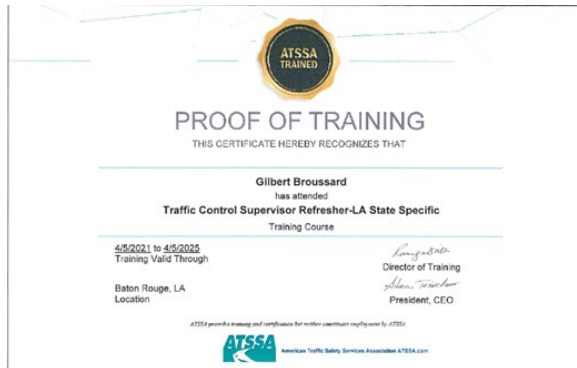 ATSSA
TRAINED
PROOF OF TRAINING
THIS CERTIFICATE HEREBY RECOGNIZES THAT
Gilbert Broussard
has attended
Traffic Control Supervisor Refresher-LA State Specific
Training Course
4/5/2021 to 4/5/2025
Training Valid Through
Director of Training
Baton Rouge, LA
Location
President, CEO
ATSSA provides training and certification but neither constitutes employment by ATSSA
ATSSA
American Traffic Safety Services Association ATSSA.com